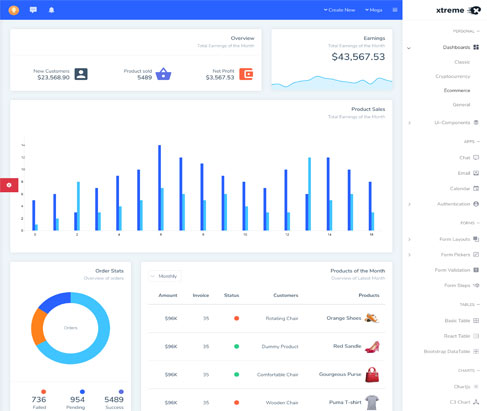 Create New
Mega
xtreme
Overview
Total Earnings of the Month
New Customers
$23,568.90
Product sold
5489
Net Profit
$3,567.53
Earnings
Total Earnings of the Month
$43,567.53
Product Sales
Total Earnings of the Month
14
12
10
8
6
4
2
0
0
2
4
6
8
10
12
14
16
Order Stats
Overview of orders
Orders
736
Failed
954
Pending
5489
Success
Monthly
Products of the Month
Overview of Latest Month
Amount Invoice Status Customers Products
$96K 35 Rotating Chair Orange Shoes
$96K 35 Dummy Product Red Sandle
$96K 35 Comfortable Chair Gourgeous Purse
$96K 35 Wooden Chair Puma T-shirt
PERSONAL
Dashboards
Classic
Cryptocurrency
Ecommerce
General
Ui-Components
APPS
Chat
Email
Calendar
Authentication
FORMS
Form Layouts
Form Pickers
Form Validation
Form Steps
TABLES
Basic Table
React Table
Bootstrap DataTable
CHARTS
Chartjs
C3 Chart